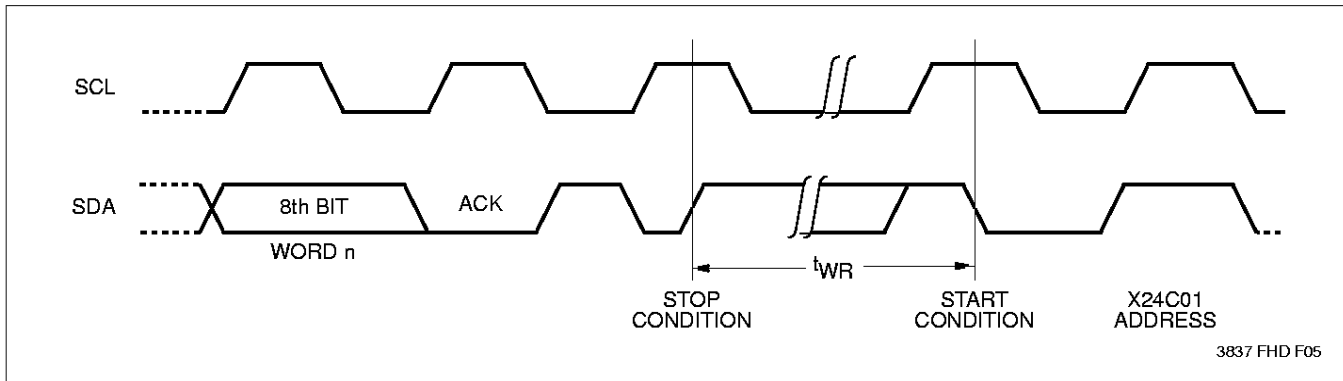 SCL
SDA
8th BIT
ACK
WORD n
tWR
STOP
CONDITION
START
CONDITION
X24C01
ADDRESS
3837 FHD F05